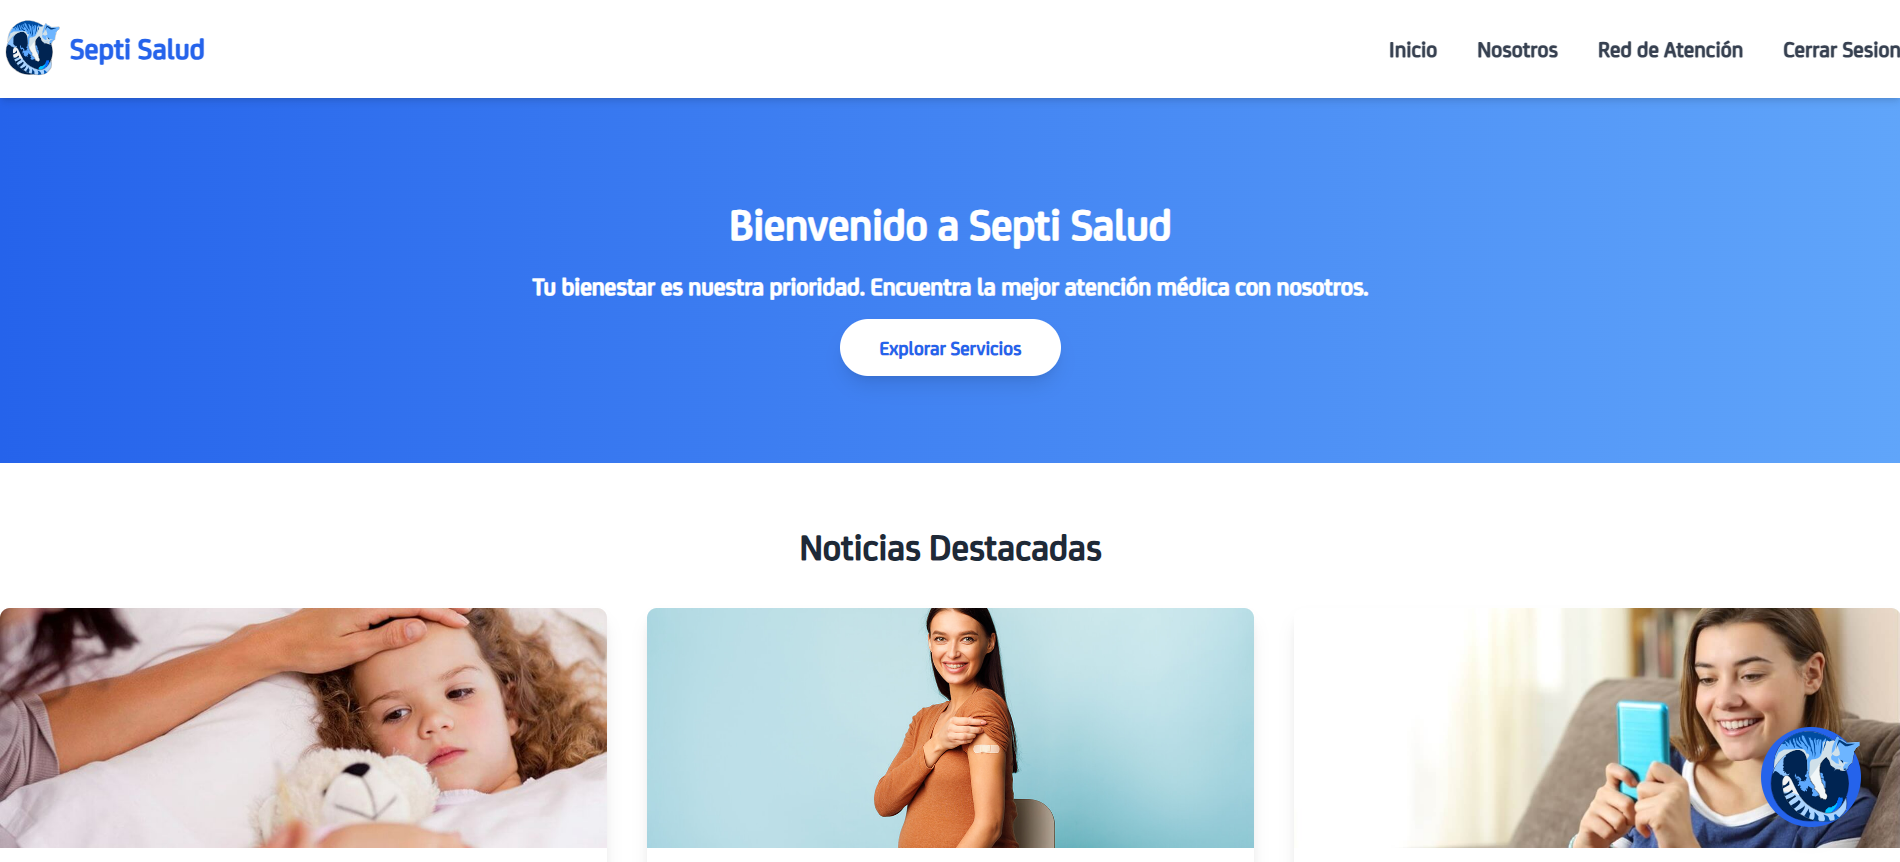 Septi Salud
Inicio
Nosotros
Red de Atención
Cerrar Sesion
Bienvenido a Septi Salud
Tu bienestar es nuestra prioridad. Encuentra la mejor atención médica con nosotros.
Explorar Servicios
Noticias Destacadas